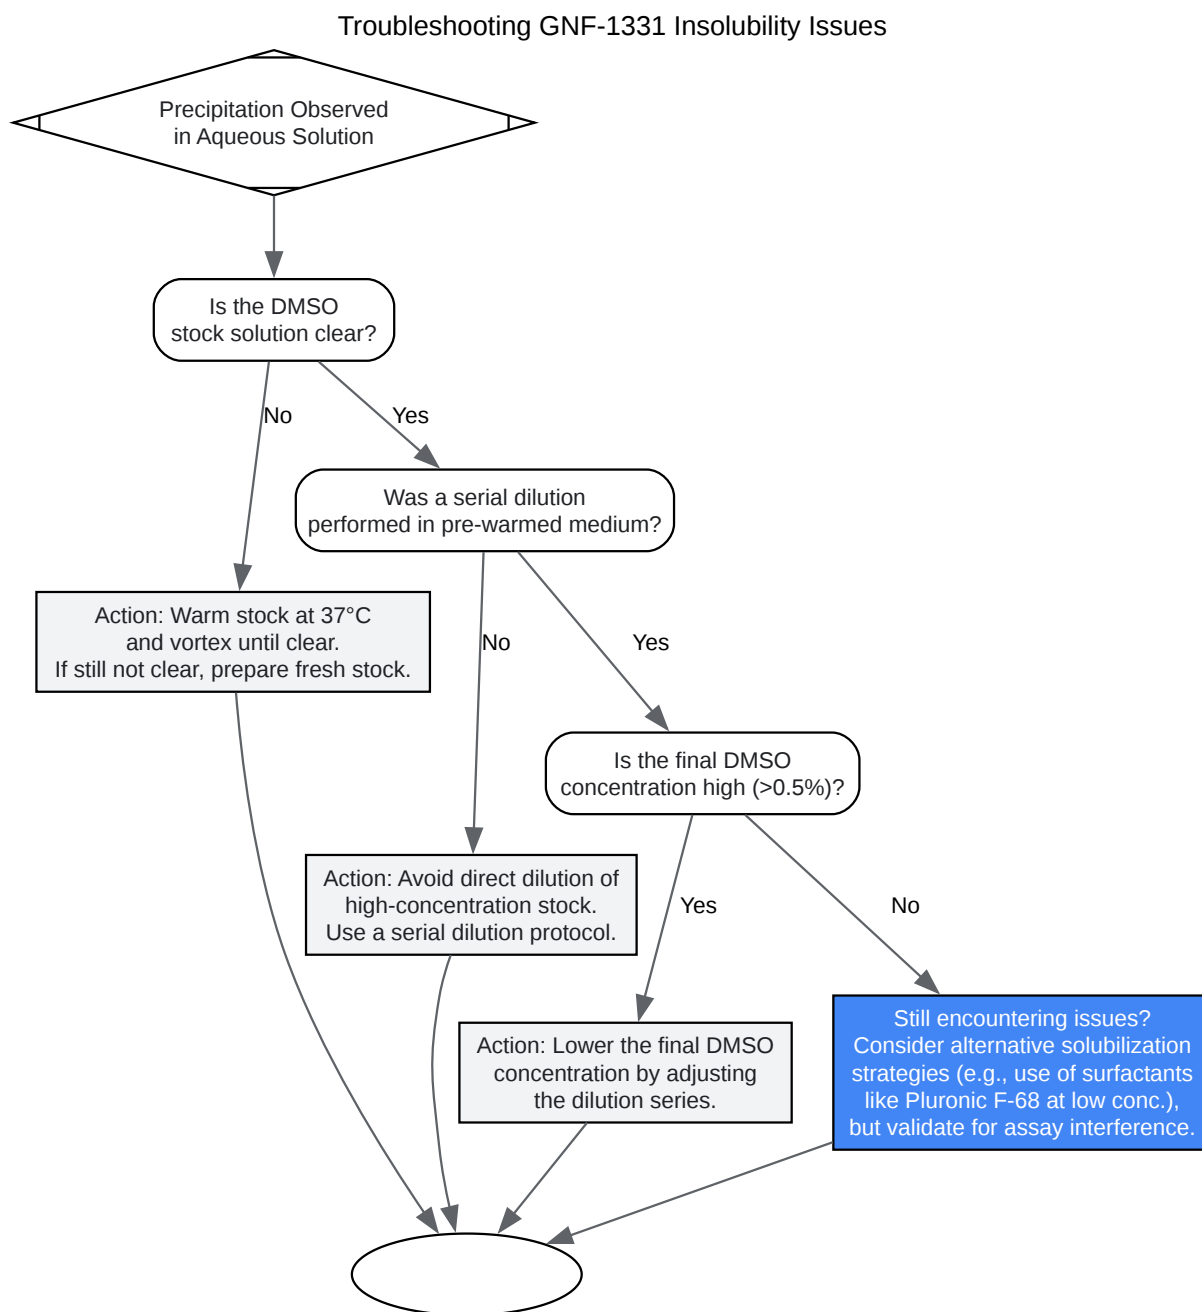 Troubleshooting GNF-1331 Insolubility Issues
Precipitation Observed
in Aqueous Solution
Is the DMSO
stock solution clear?
No
Yes
Was a serial dilution
performed in pre-warmed medium?
Action: Warm stock at 37°C
and vortex until clear.
If still not clear, prepare fresh stock.
No
Yes
Is the final DMSO
concentration high (>0.5%)?
Action: Avoid direct dilution of
high-concentration stock.
Use a serial dilution protocol.
Yes
No
Action: Lower the final DMSO
concentration by adjusting
the dilution series.
Still encountering issues?
Consider alternative solubilization
strategies (e.g., use of surfactants
like Pluronic F-68 at low conc.),
but validate for assay interference.